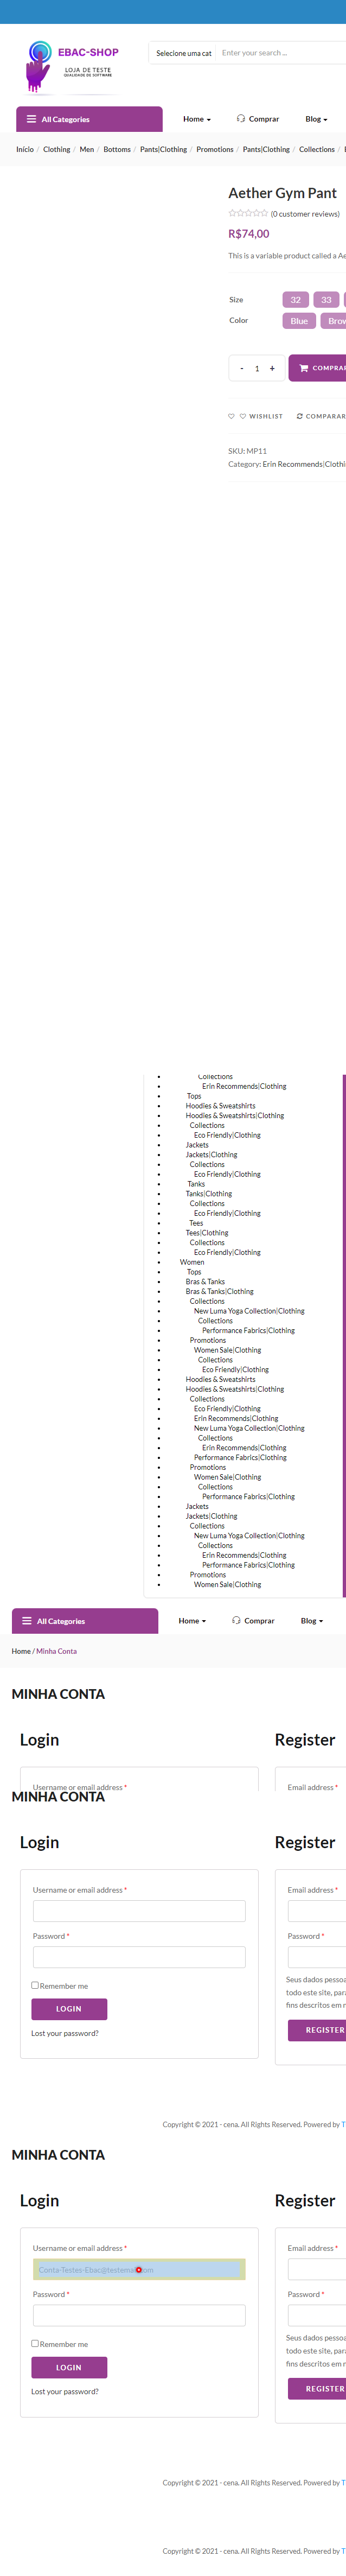 EBAC-SHOP
LOJA DE TESTE
QUALIDADE DE SOFTWARE
Selecione uma cat
Enter your search ...
All Categories
Home
Comprar
Blog
Início / Clothing / Men / Bottoms / Pants|Clothing / Promotions / Pants|Clothing / Collections /
Aether Gym Pant
(0 customer reviews)
R$74,00
This is a variable product called a Ae
Size
32
33
Color
Blue
Brow
- 1 +
COMPRAR
WISHLIST
COMPARAR
SKU: MP11
Category: Erin Recommends|Clothi
Collections
Erin Recommends|Clothing
Tops
Hoodies & Sweatshirts
Hoodies & Sweatshirts|Clothing
Collections
Eco Friendly|Clothing
Jackets
Jackets|Clothing
Collections
Eco Friendly|Clothing
Tanks
Tanks|Clothing
Collections
Eco Friendly|Clothing
Tees
Tees|Clothing
Collections
Eco Friendly|Clothing
Women
Tops
Bras & Tanks
Bras & Tanks|Clothing
Collections
New Luma Yoga Collection|Clothing
Collections
Performance Fabrics|Clothing
Promotions
Women Sale|Clothing
Collections
Eco Friendly|Clothing
Hoodies & Sweatshirts
Hoodies & Sweatshirts|Clothing
Collections
Eco Friendly|Clothing
Erin Recommends|Clothing
New Luma Yoga Collection|Clothing
Collections
Erin Recommends|Clothing
Performance Fabrics|Clothing
Promotions
Women Sale|Clothing
Collections
Performance Fabrics|Clothing
Jackets
Jackets|Clothing
Collections
New Luma Yoga Collection|Clothing
Collections
Erin Recommends|Clothing
Performance Fabrics|Clothing
Promotions
Women Sale|Clothing
All Categories
Home
Comprar
Blog
Home / Minha Conta
MINHA CONTA
Login
Register
Username or email address *
Email address *
MINHA CONTA
Login
Register
Username or email address *
Email address *
Password *
Password *
Remember me
Seus dados pessoa
todo este site, para
fins descritos em n
LOGIN
REGISTER
Lost your password?
Copyright © 2021 - cena. All Rights Reserved. Powered by T
MINHA CONTA
Login
Register
Username or email address *
Email address *
Conta-Testes-Ebac@testemail.com
Password *
Password *
Remember me
Seus dados pessoa
todo este site, para
fins descritos em n
LOGIN
REGISTER
Lost your password?
Copyright © 2021 - cena. All Rights Reserved. Powered by T
Copyright © 2021 - cena. All Rights Reserved. Powered by T